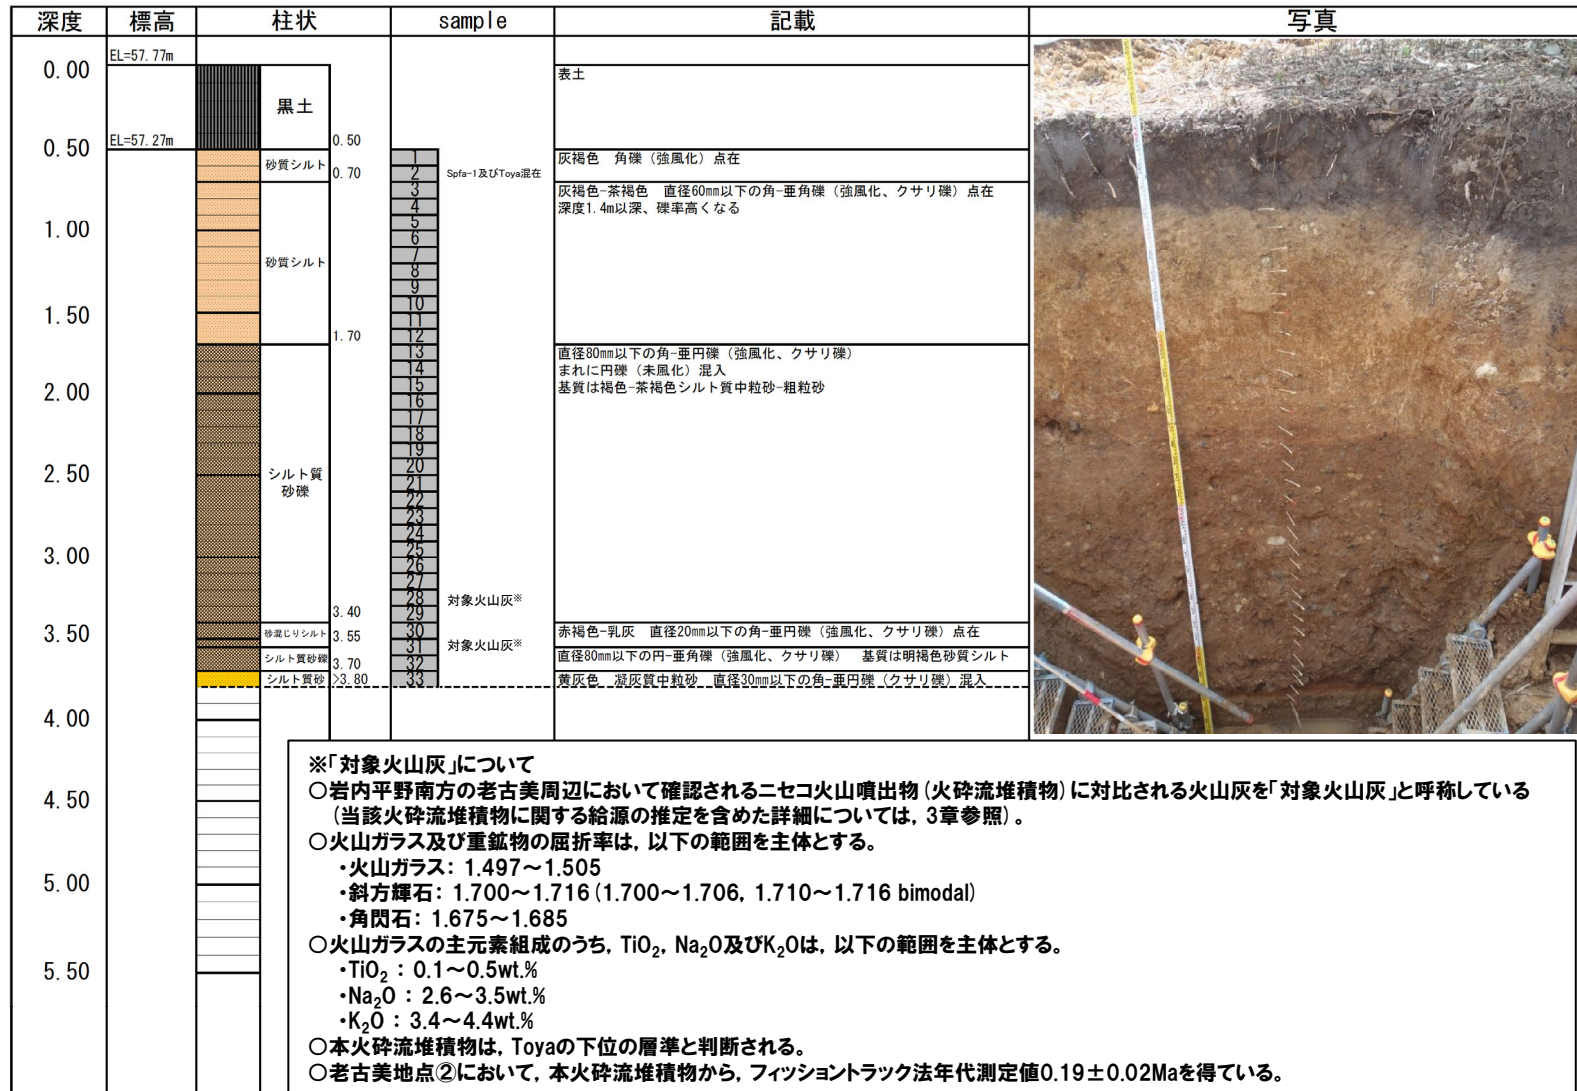 深度 標高 柱状 sample 記載 写真
EL=57.77m
0.00
表土
黒土
EL=57.27m
0.50
0.50
砂質シルト
0.70
1
2
Spfa-1及びToya混在
灰褐色 角礫（強風化）点在
3
4
5
6
7
8
9
10
11
12
灰褐色-茶褐色 直径60mm以下の角-亜角礫（強風化、クサリ礫）点在
深度1.4m以深、礫率高くなる
1.00
砂質シルト
1.50
1.70
13
14
15
16
17
18
19
20
21
22
23
24
25
26
27
28
29
直径80mm以下の角-亜円礫（強風化、クサリ礫）
まれに円礫（未風化）混入
基質は褐色-茶褐色シルト質中粒砂-粗粒砂
2.00
2.50
シルト質
砂礫
3.00
対象火山灰※
3.40
3.50
砂混じりシルト
3.55
30
31
対象火山灰※
赤褐色-乳灰 直径20mm以下の角-亜円礫（強風化、クサリ礫）点在
シルト質砂礫
3.70
32
直径80mm以下の円-亜角礫（強風化、クサリ礫） 基質は明褐色砂質シルト
シルト質砂
>3.80
33
黄灰色 凝灰質中粒砂 直径30mm以下の角-亜円礫（クサリ礫）混入
4.00
4.50
5.00
5.50
※「対象火山灰」について
○岩内平野南方の老古美周辺において確認されるニセコ火山噴出物（火砕流堆積物）に対比される火山灰を「対象火山灰」と呼称している
（当該火砕流堆積物に関する給源の推定を含めた詳細については，3章参照）。
○火山ガラス及び重鉱物の屈折率は，以下の範囲を主体とする。
・火山ガラス：1.497～1.505
・斜方輝石：1.700～1.716（1.700～1.706，1.710～1.716 bimodal）
・角閃石：1.675～1.685
○火山ガラスの主元素組成のうち，TiO₂，Na₂O及びK₂Oは，以下の範囲を主体とする。
・TiO₂：0.1～0.5wt.%
・Na₂O：2.6～3.5wt.%
・K₂O：3.4～4.4wt.%
○本火砕流堆積物は，Toyaの下位の層準と判断される。
○老古美地点②において，本火砕流堆積物から，フィッショントラック法年代測定値0.19±0.02Maを得ている。